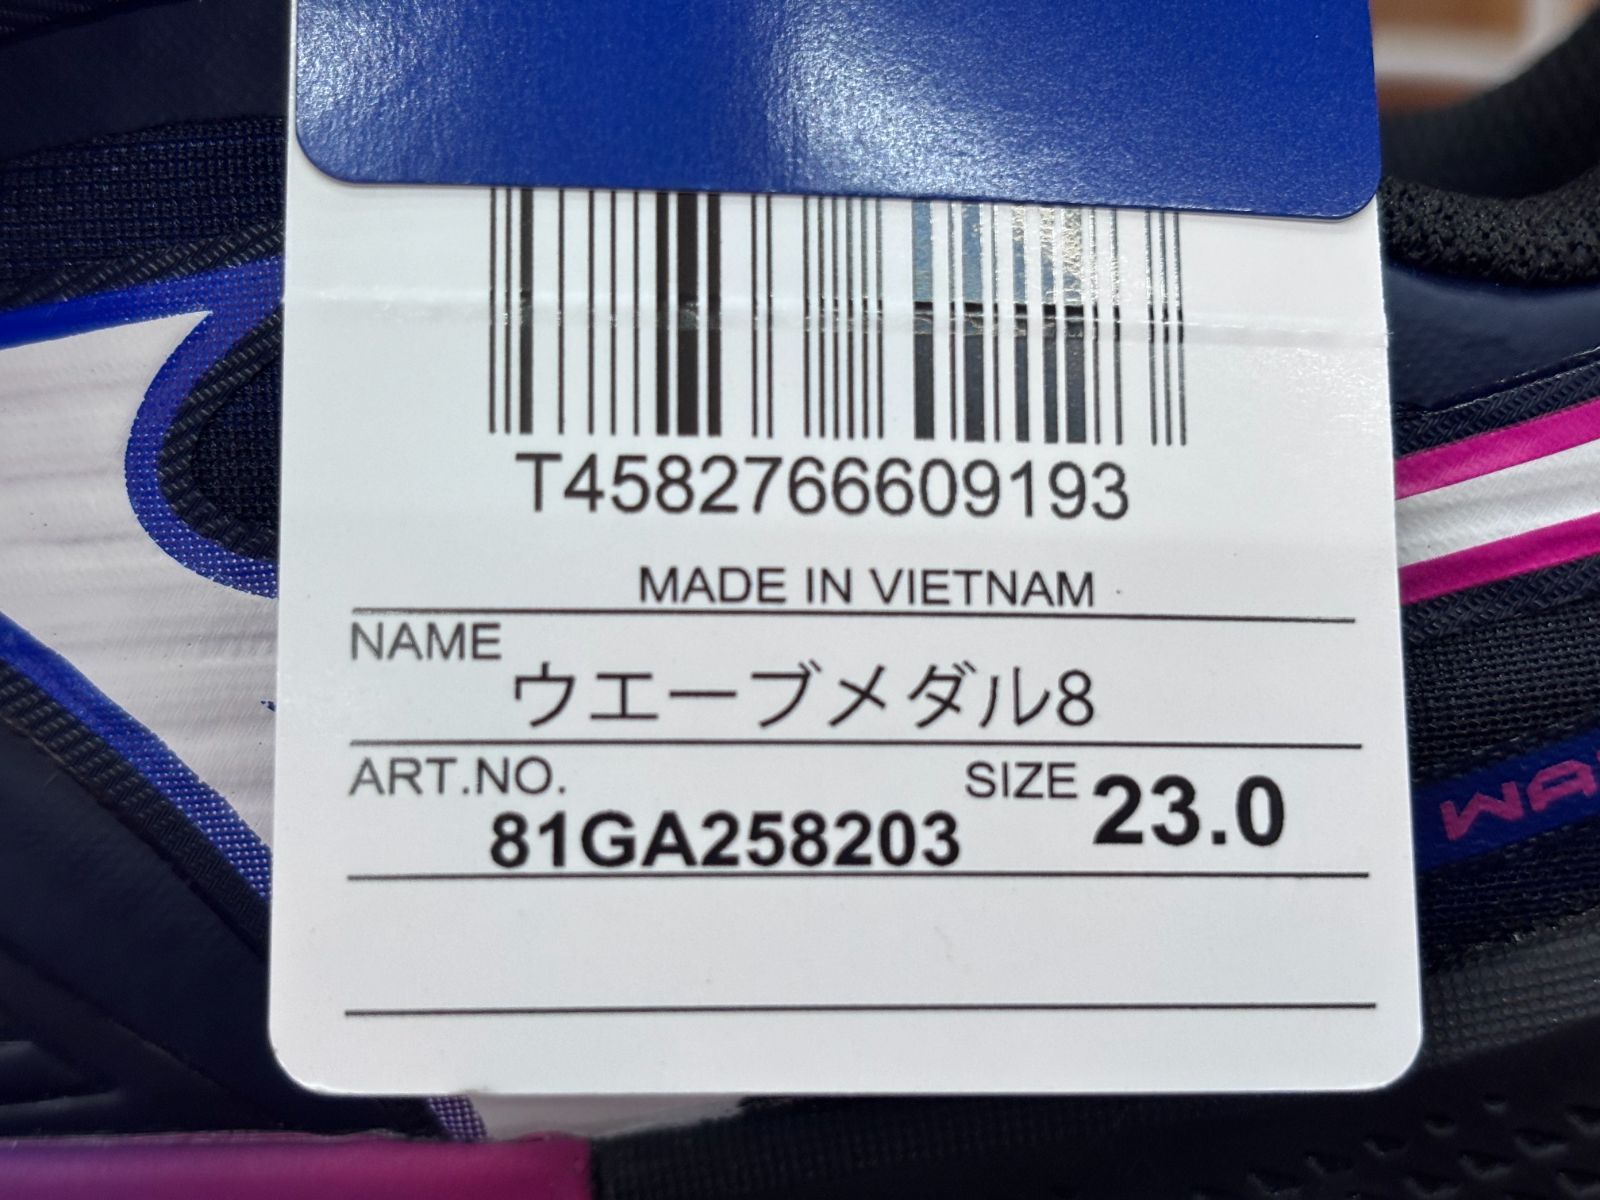 T4582766609193
MADE IN VIETNAM
NAME
ウエーブメダル8
ART.NO.
81GA258203
SIZE 23.0